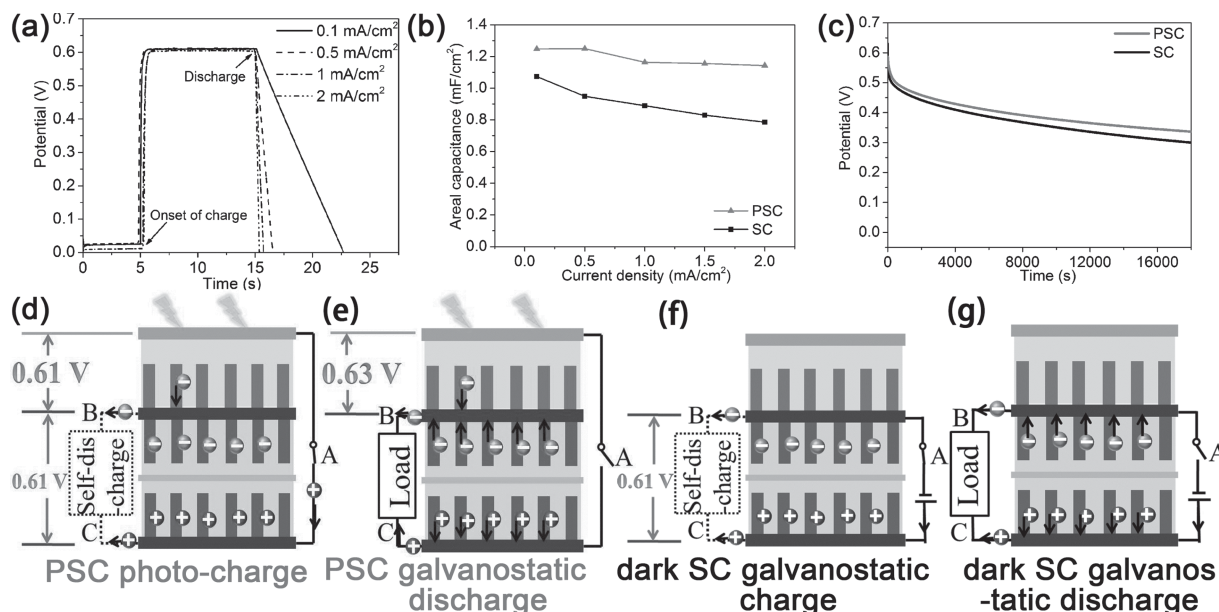 (a)
0.7
0.6
0.5
0.4
0.3
0.2
0.1
0.0
Potential (V)
0.1 mA/cm²
0.5 mA/cm²
1 mA/cm²
2 mA/cm²
Discharge
Onset of charge
0 5 10 15 20 25
Time (s)
(b)
1.4
1.2
1.0
0.8
0.6
0.4
0.2
0.0
Areal capacitance (mF/cm²)
PSC
SC
0.0 0.5 1.0 1.5 2.0
Current density (mA/cm²)
(c)
0.7
0.6
0.5
0.4
0.3
0.2
0.1
0.0
Potential (V)
PSC
SC
0 4000 8000 12000 16000
Time (s)
(d)
0.61 V
0.61 V
B
Self-dis
-charge
C
A
PSC photo-charge
(e)
0.63 V
B
Load
C
A
PSC galvanostatic
discharge
(f)
0.61 V
B
Self-dis
-charge
C
A
dark SC galvanostatic
charge
(g)
B
Load
C
A
dark SC galvanos
-tatic discharge